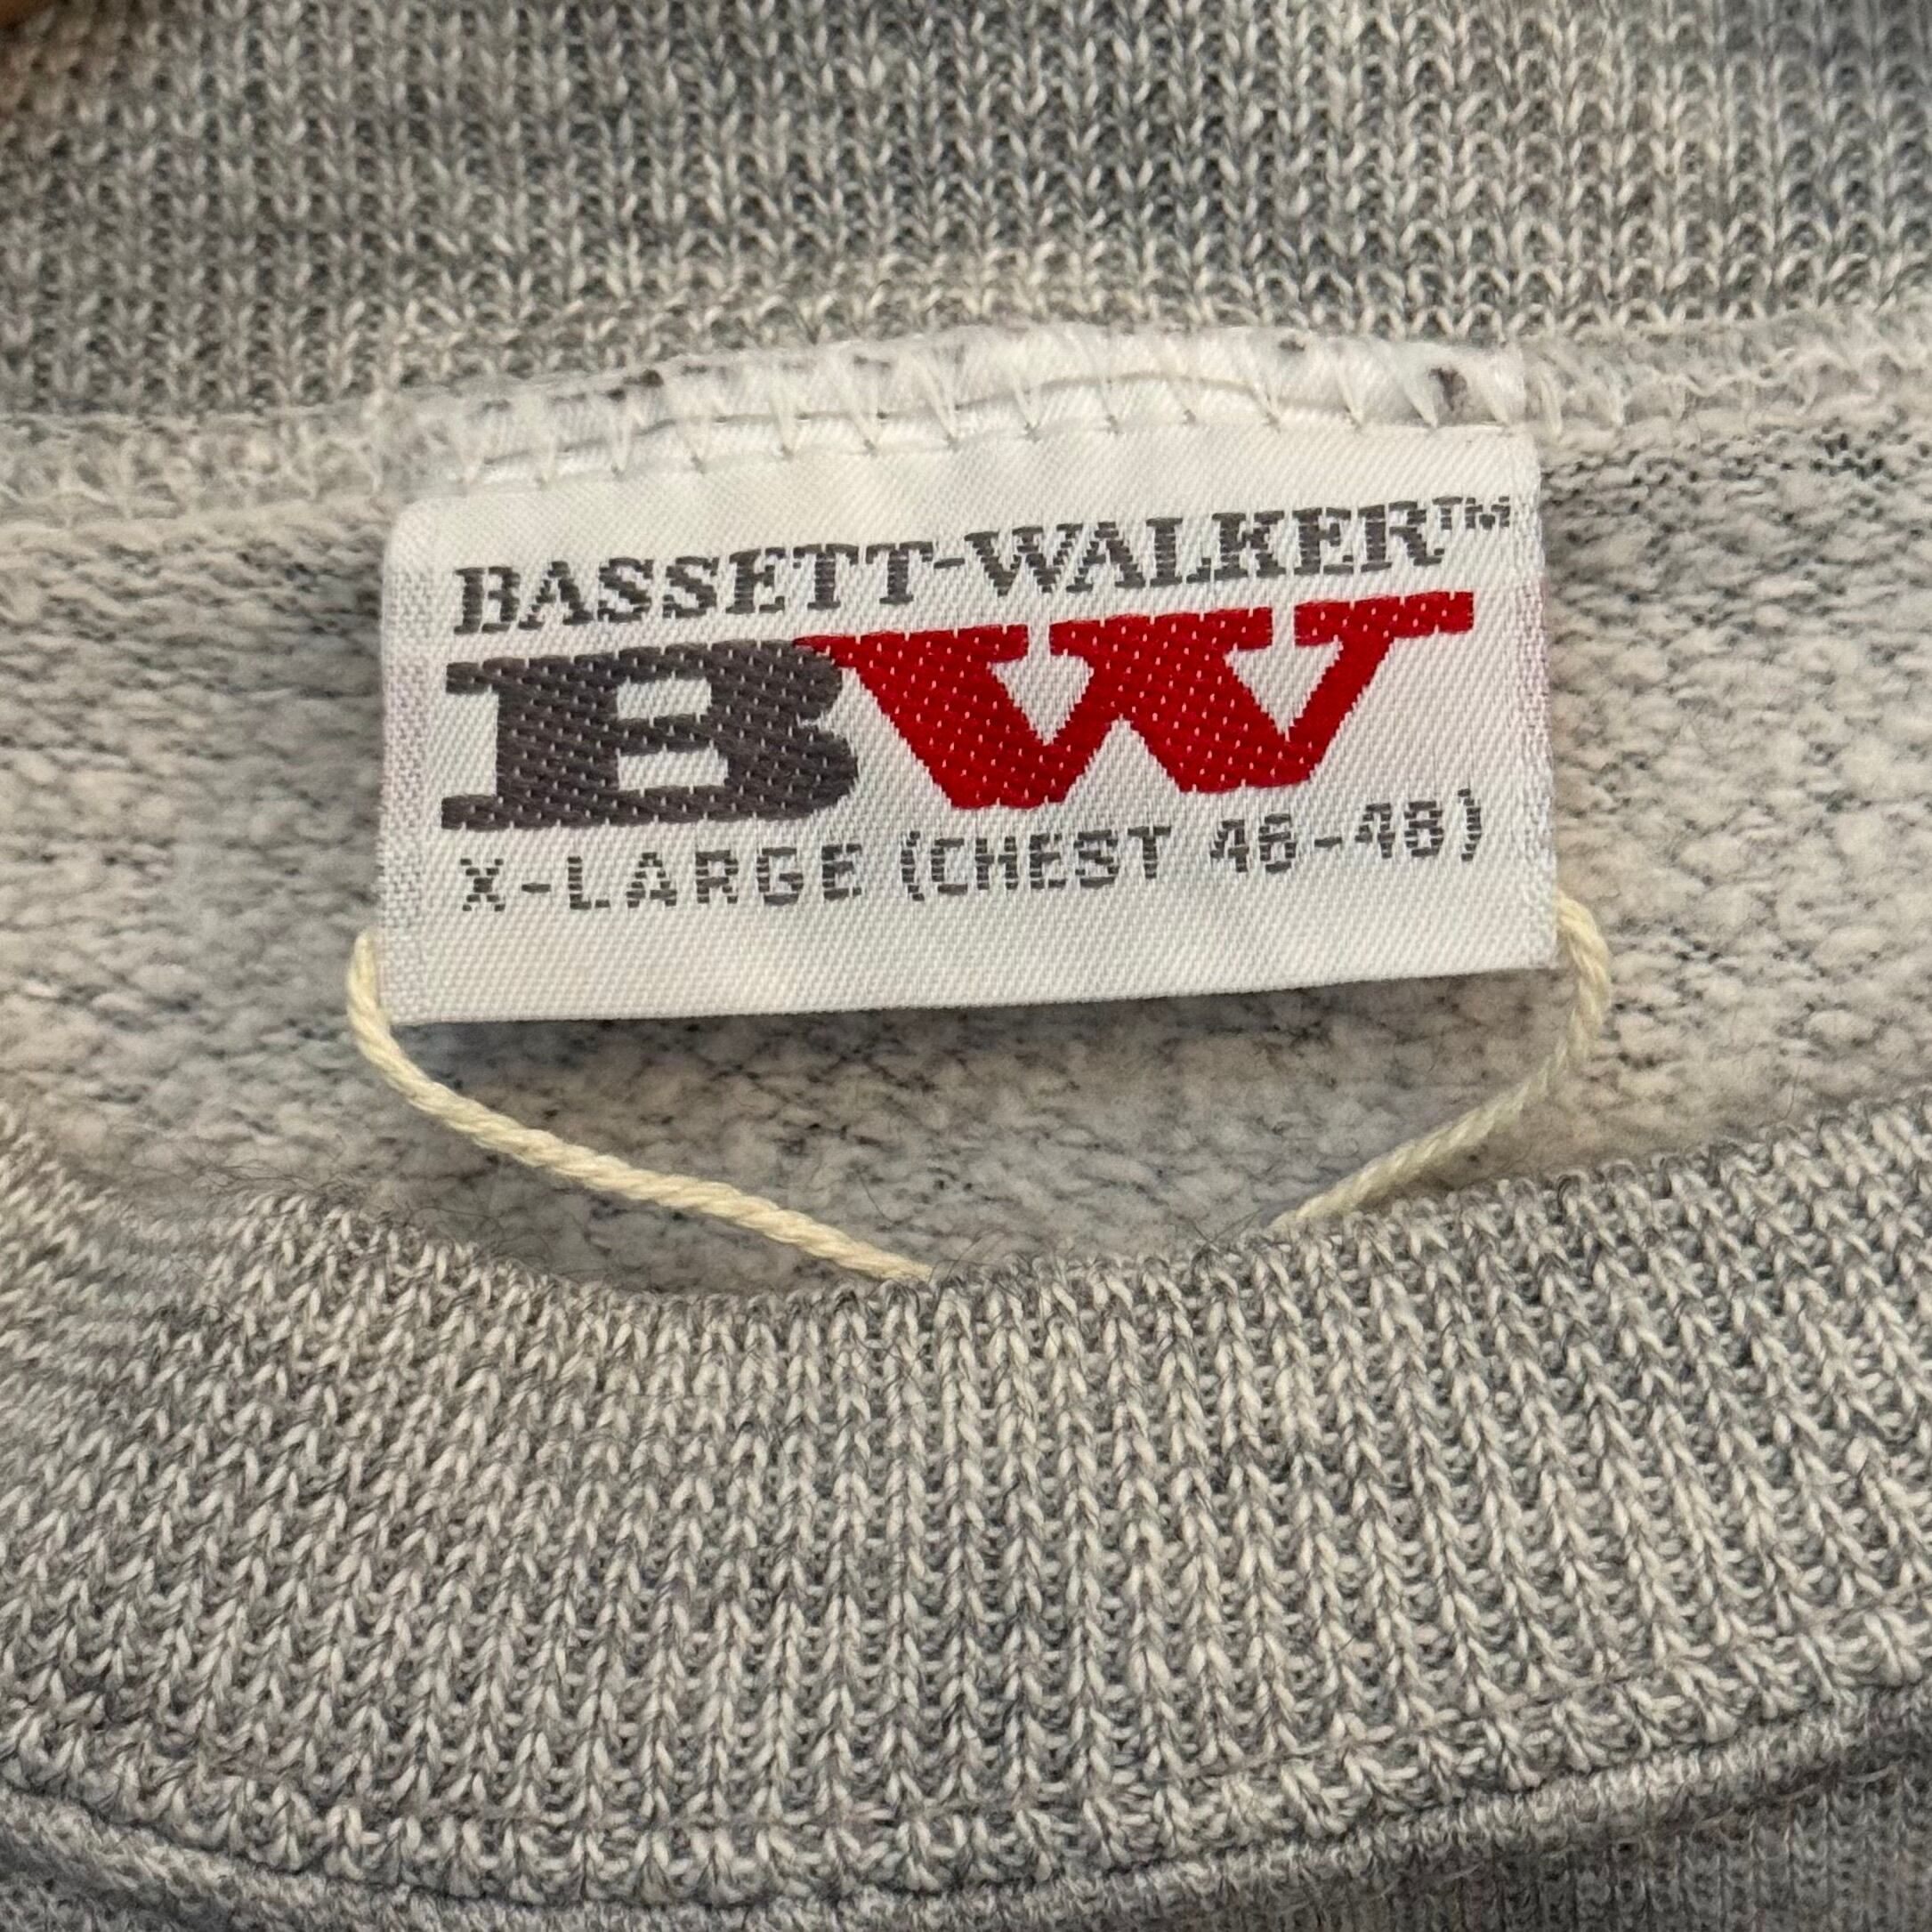 BASSETT-WALKER™
BW
X-LARGE (CHEST 46-48)